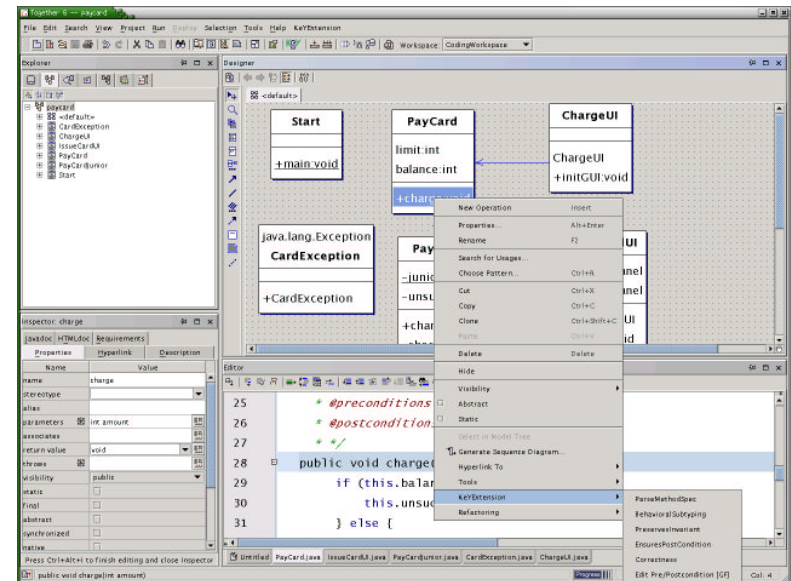 Together 6 -- paycard
File Edit Search View Project Run Deploy Selection Tools Help KeYExtension
Workspace: CodingWorkspace
Explorer
paycard
<default>
CardException
ChargeUI
IssueCardUI
PayCard
PayCardJunior
Start
Designer
<default>
Start
+main:void
PayCard
limit:int
balance:int
+charge:void
ChargeUI
ChargeUI
+initGUI:void
java.lang.Exception
CardException
+CardException
Pay
-junio
-unsu
+char
UI
anel
nel
UI
id
New Operation Insert
Properties... Alt+Enter
Rename F2
Search for Usages...
Choose Pattern... Ctrl+R
Cut Ctrl+X
Copy Ctrl+C
Clone Ctrl+Shift+C
Paste Ctrl+V
Delete Delete
Hide
Visibility
Abstract
Static
Select in Model Tree
Generate Sequence Diagram...
Hyperlink To
Tools
KeYExtension
Refactoring
ParseMethodSpec
BehavioralSubtyping
PreservesInvariant
EnsuresPostCondition
Correctness
Edit Pre/Postcondition [GF]
Inspector: charge
Javadoc HTMLdoc Requirements
Properties Hyperlink Description
Name Value
name charge
stereotype
alias
parameters int amount
associates
return value void
throws
visibility public
static
final
abstract
synchronized
native
Press Ctrl+Alt+I to finish editing and close Inspector
Editor
25 * @preconditions
26 * @postcondition
27 * */
28 public void charge(
29 if (this.balan
30 this.unsuc
31 } else {
Untitled PayCard.java IssueCardUI.java PayCardJunior.java CardException.java ChargeUI.java
public void charge(int amount)
Progress
Col: 4